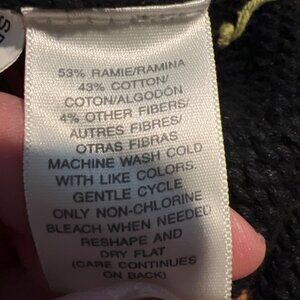 53% RAMIE/RAMINA
43% COTTON/
COTON/ALGODÓN
4% OTHER FIBERS/
AUTRES FIBRES/
OTRAS FIBRAS
MACHINE WASH COLD
WITH LIKE COLORS.
GENTLE CYCLE
ONLY NON-CHLORINE
BLEACH WHEN NEEDED
RESHAPE AND
DRY FLAT
(CARE CONTINUES
ON BACK)